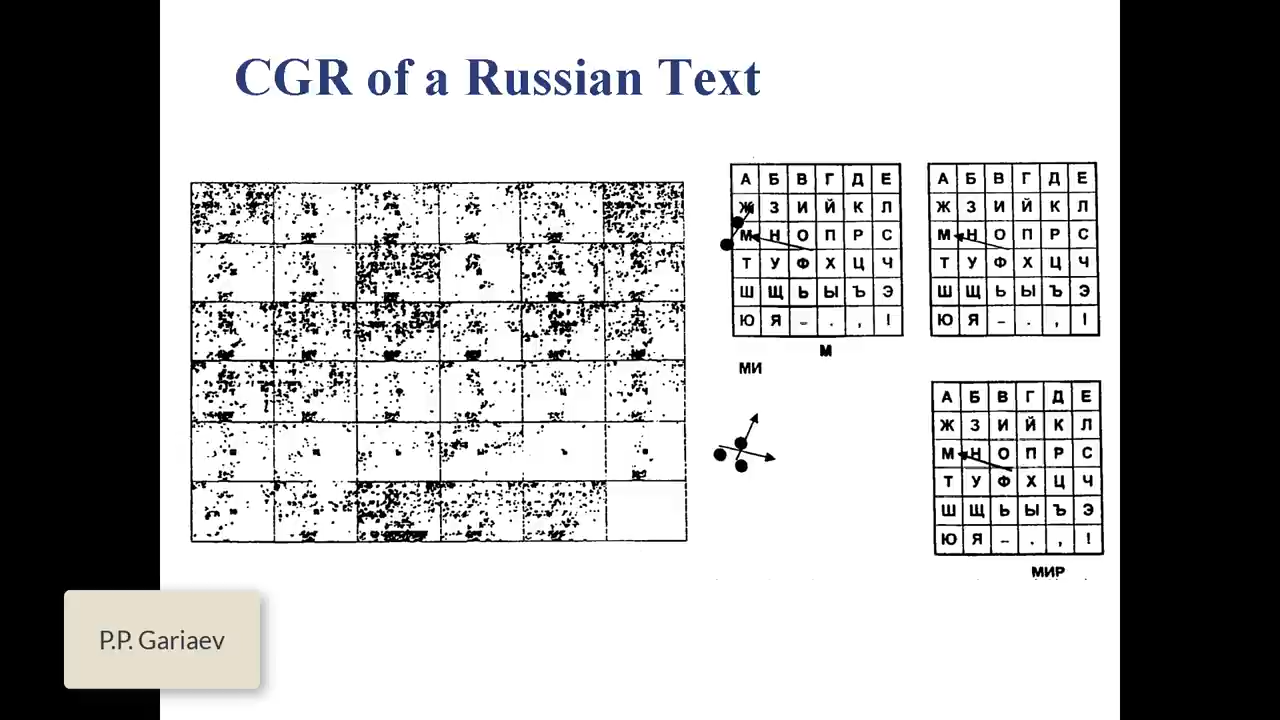 CGR of a Russian Text
А Б В Г Д Е
Ж З И Й К Л
М Н О П Р С
Т У Ф Х Ц Ч
Ш Щ Ь Ы Ъ Э
Ю Я – . , !
М
А Б В Г Д Е
Ж З И Й К Л
М Н О П Р С
Т У Ф Х Ц Ч
Ш Щ Ь Ы Ъ Э
Ю Я – . , !
МИ
А Б В Г Д Е
Ж З И Й К Л
М Н О П Р С
Т У Ф Х Ц Ч
Ш Щ Ь Ы Ъ Э
Ю Я – . , !
МИР
P.P. Gariaev